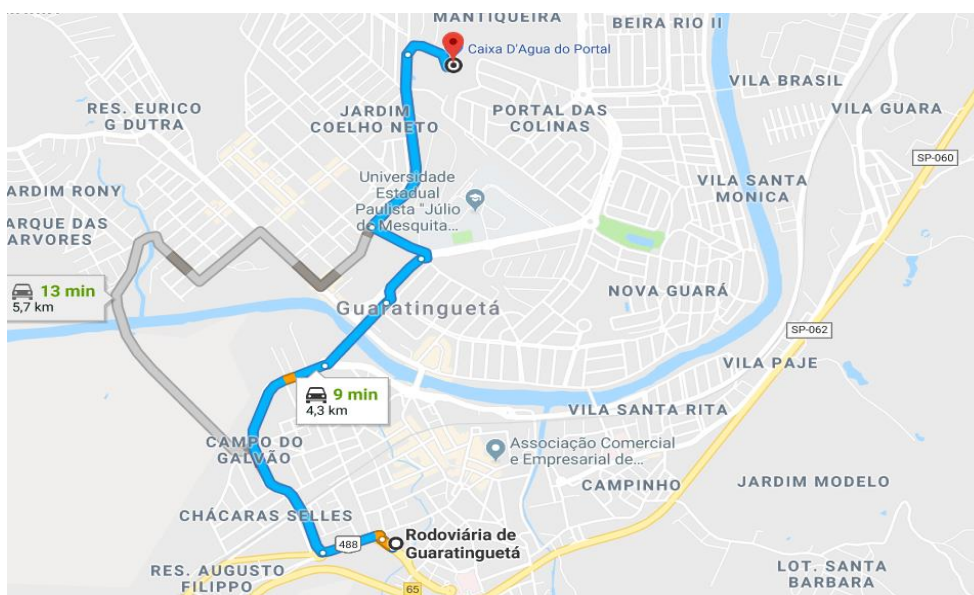 MANTIQUEIRA
BEIRA RIO II
Caixa D'Agua do Portal
VILA BRASIL
RES. EURICO
G DUTRA
JARDIM
COELHO NETO
PORTAL DAS
COLINAS
VILA GUARA
SP-060
Universidade
Estadual
Paulista "Júlio
de Mesquita...
VILA SANTA
MONICA
ARDIM RONY
ARQUE DAS
ARVORES
13 min
5,7 km
NOVA GUARÁ
Guaratinguetá
SP-062
VILA PAJE
9 min
4,3 km
VILA SANTA RITA
CAMPO DO
GALVÃO
Associação Comercial
e Empresarial de...
CAMPINHO
JARDIM MODELO
CHÁCARAS SELLES
488
Rodoviária de
Guaratinguetá
RES. AUGUSTO
FILIPPO
65
LOT. SANTA
BARBARA